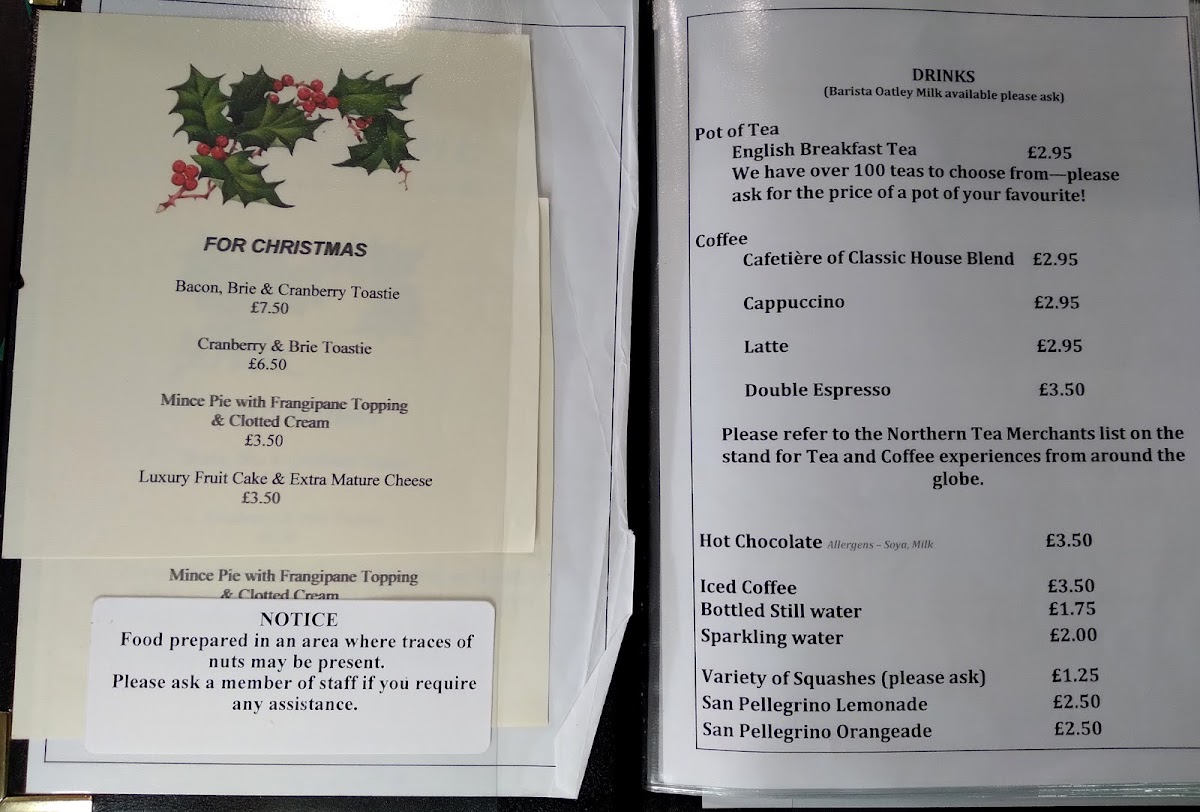 FOR CHRISTMAS
Bacon, Brie & Cranberry Toastie
£7.50
Cranberry & Brie Toastie
£6.50
Mince Pie with Frangipane Topping
& Clotted Cream
£3.50
Luxury Fruit Cake & Extra Mature Cheese
£3.50
Mince Pie with Frangipane Topping
& Clotted Cream
NOTICE
Food prepared in an area where traces of
nuts may be present.
Please ask a member of staff if you require
any assistance.
DRINKS
(Barista Oatley Milk available please ask)
Pot of Tea
English Breakfast Tea £2.95
We have over 100 teas to choose from—please
ask for the price of a pot of your favourite!
Coffee
Cafetière of Classic House Blend £2.95
Cappuccino £2.95
Latte £2.95
Double Espresso £3.50
Please refer to the Northern Tea Merchants list on the
stand for Tea and Coffee experiences from around the
globe.
Hot Chocolate Allergens – Soya, Milk £3.50
Iced Coffee £3.50
Bottled Still water £1.75
Sparkling water £2.00
Variety of Squashes (please ask) £1.25
San Pellegrino Lemonade £2.50
San Pellegrino Orangeade £2.50